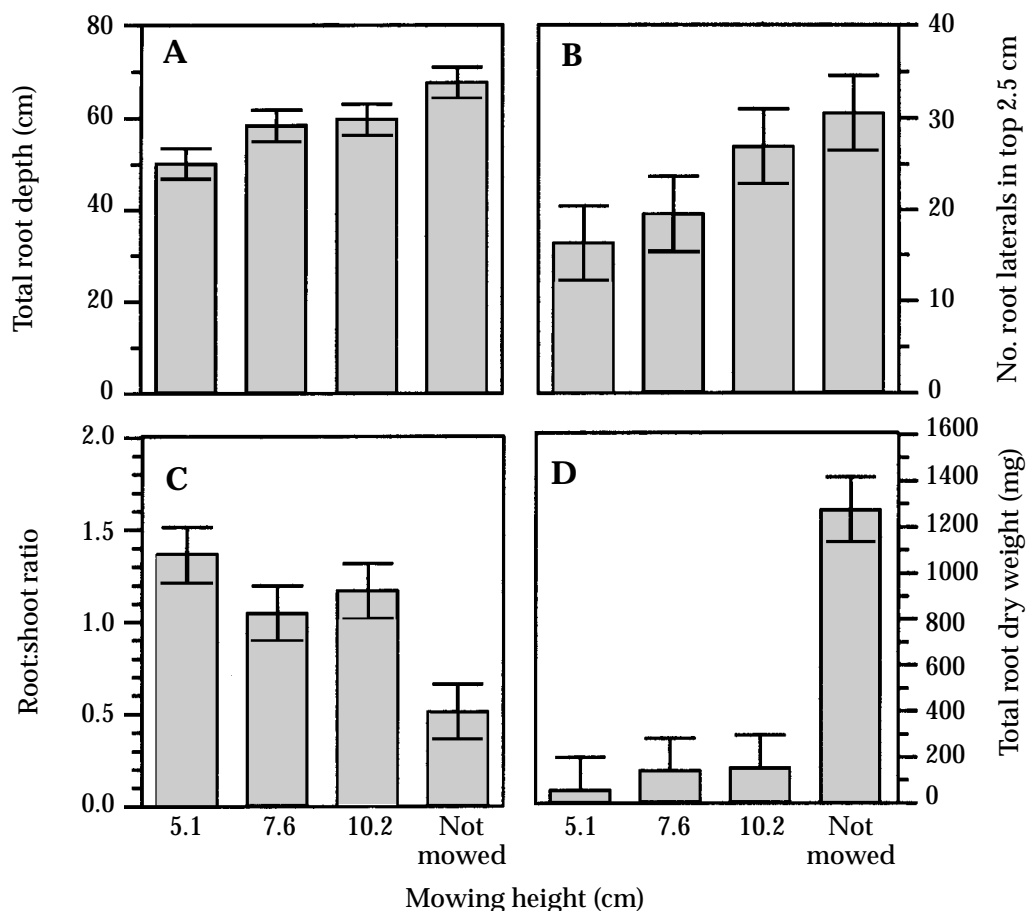 A
Total root depth (cm)
80
60
40
20
0
B
No. root laterals in top 2.5 cm
40
30
20
10
0
C
Root:shoot ratio
2.0
1.5
1.0
0.5
0.0
D
Total root dry weight (mg)
1600
1400
1200
1000
800
600
400
200
0
5.1 7.6 10.2 Not
mowed
5.1 7.6 10.2 Not
mowed
Mowing height (cm)